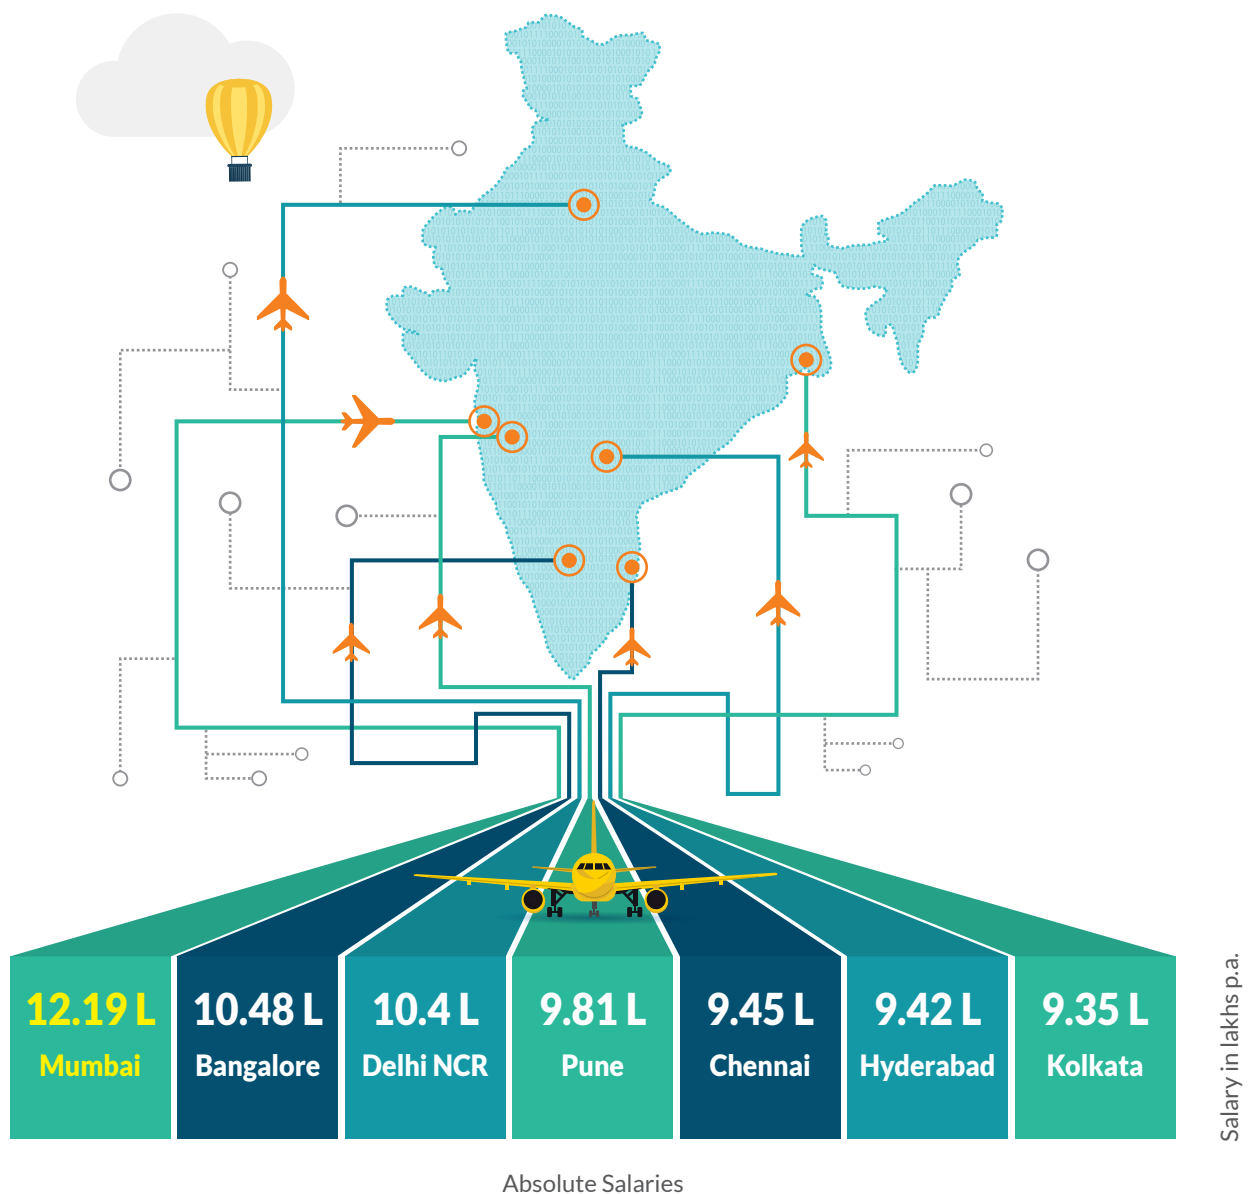 12.19 L
Mumbai
10.48 L
Bangalore
10.4 L
Delhi NCR
9.81 L
Pune
9.45 L
Chennai
9.42 L
Hyderabad
9.35 L
Kolkata
Salary in lakhs p.a.
Absolute Salaries